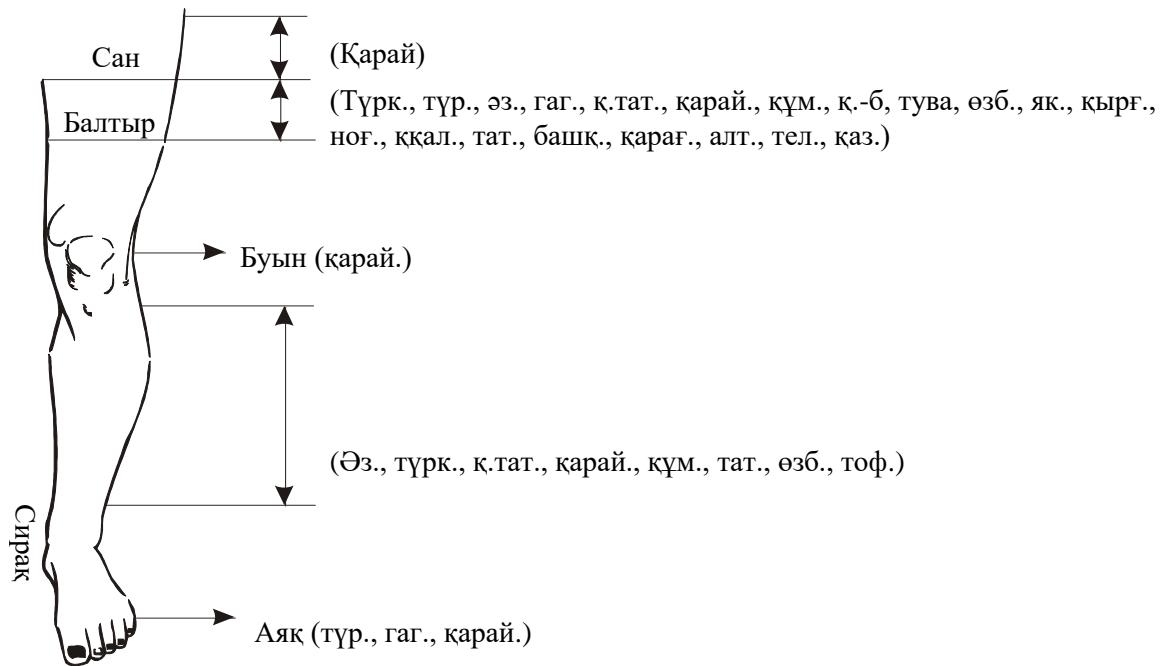 Сан
(Қарай)
(Түрк., түр., әз., гаг., қ.тат., қарай., құм., қ.-б, тува, өзб., як., қырғ.,
Балтыр
ноғ., ққал., тат., башқ., қарағ., алт., тел., қаз.)
Буын (қарай.)
(Әз., түрк., қ.тат., қарай., құм., тат., өзб., тоф.)
Сирақ
Аяқ (түр., гаг., қарай.)